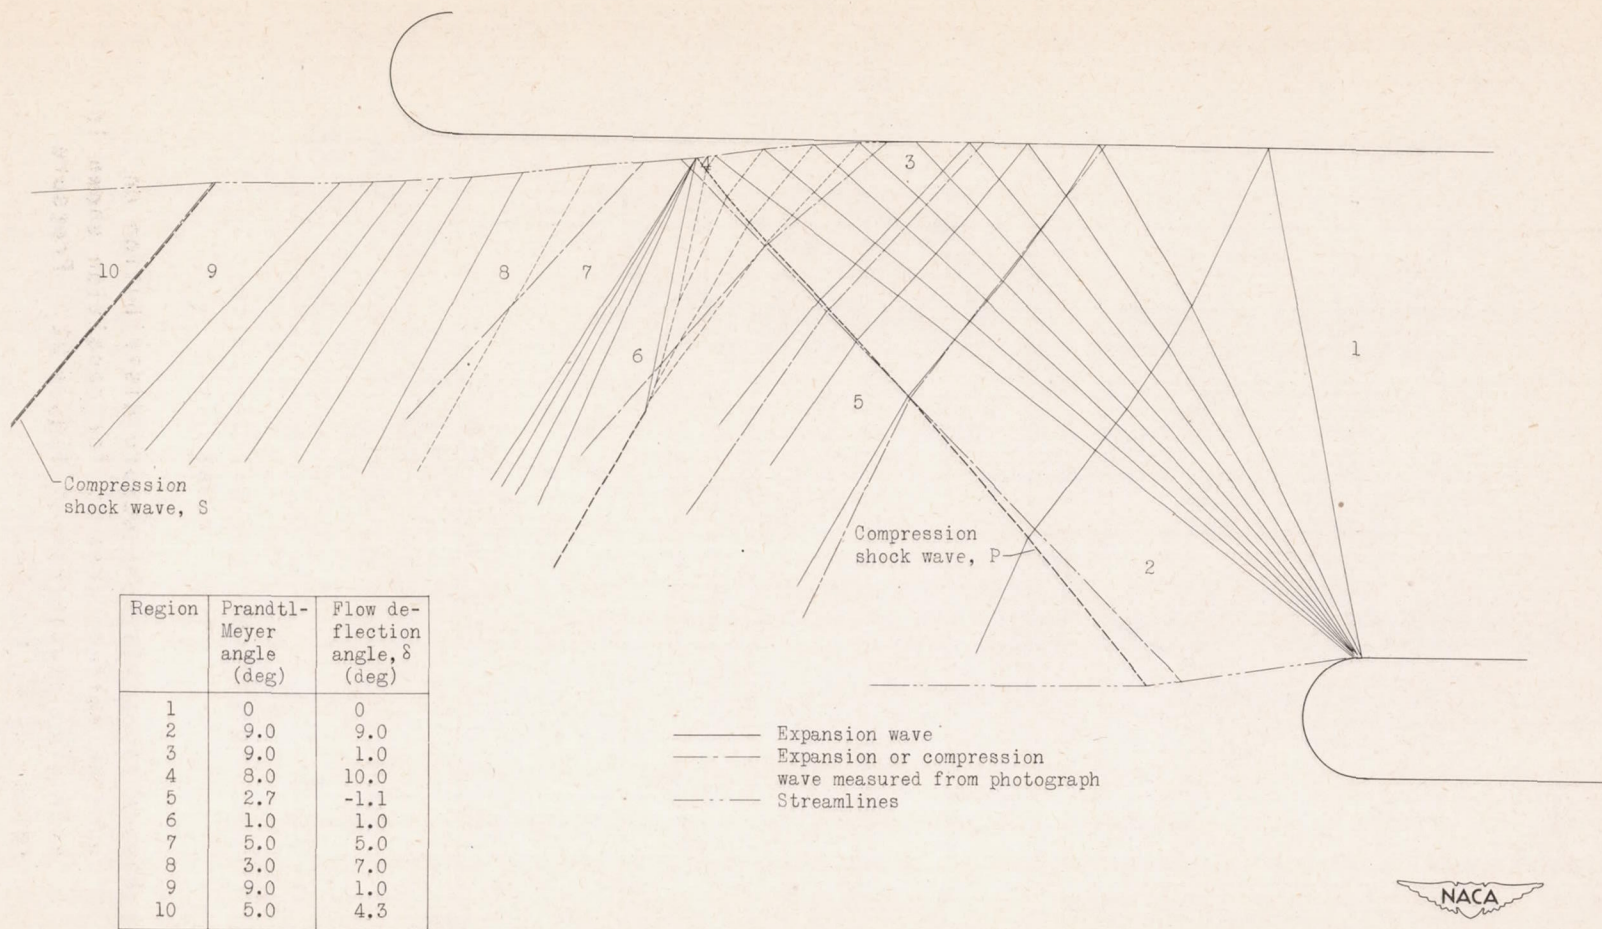 3
4
10
9
8
7
6
5
1
2
Compression
shock wave, S
Compression
shock wave, P
Region Prandtl- Flow de-
Meyer flection
angle angle, δ
(deg) (deg)
1 0 0
2 9.0 9.0
3 9.0 1.0
4 8.0 10.0
5 2.7 -1.1
6 1.0 1.0
7 5.0 5.0
8 3.0 7.0
9 9.0 1.0
10 5.0 4.3
Expansion wave
Expansion or compression
wave measured from photograph
Streamlines
NACA